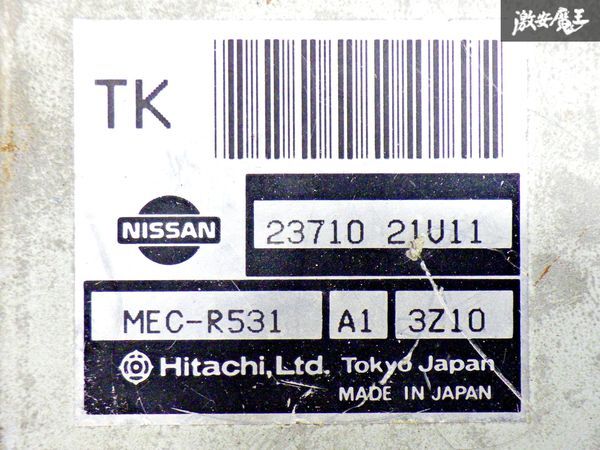 激安魔王
TK
NISSAN
23710 21U11
MEC-R531 A1 3Z10
Hitachi, Ltd. Tokyo Japan
MADE IN JAPAN